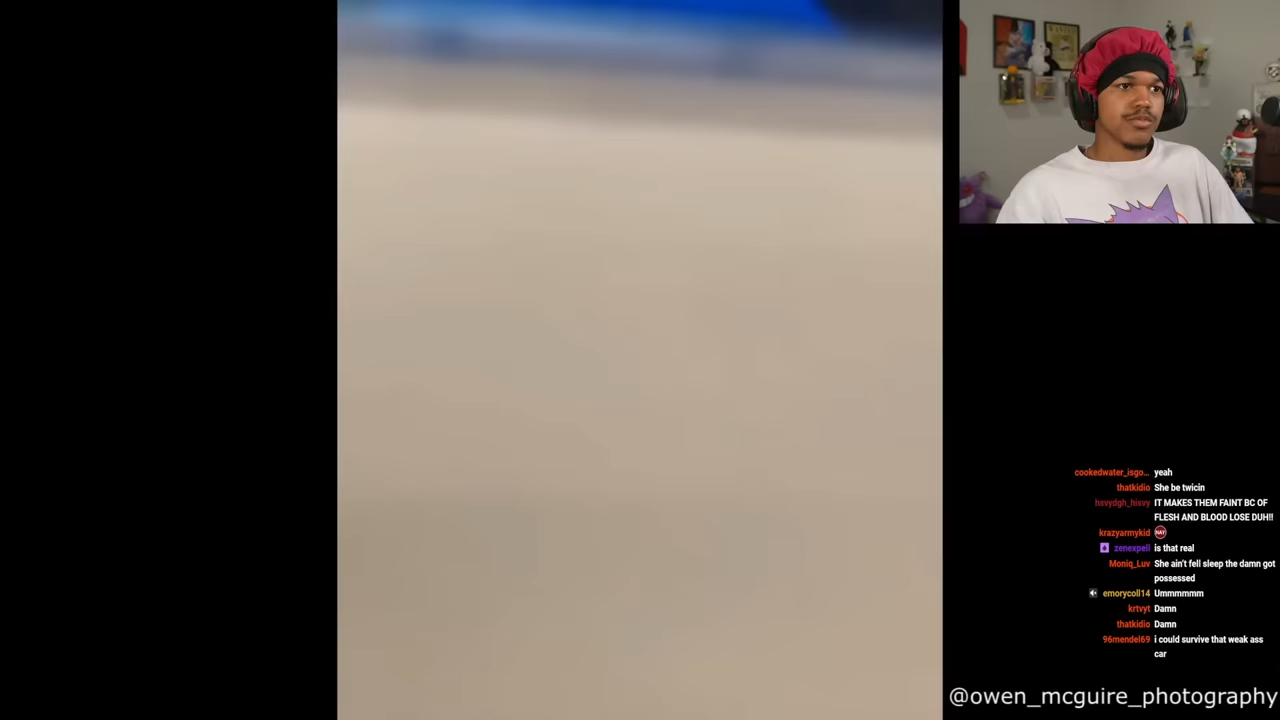 cookedwater_isgo... yeah
thatkidio She be twicin
hsvydgh_hisvy IT MAKES THEM FAINT BC OF
FLESH AND BLOOD LOSE DUH!!
krazyarmykid
zenexpell is that real
Moniq_Luv She ain't fell sleep the damn got
possessed
emorycoll14 Ummmmmm
krtvyt Damn
thatkidio Damn
96mendel69 i could survive that weak ass
car
@owen_mcguire_photography